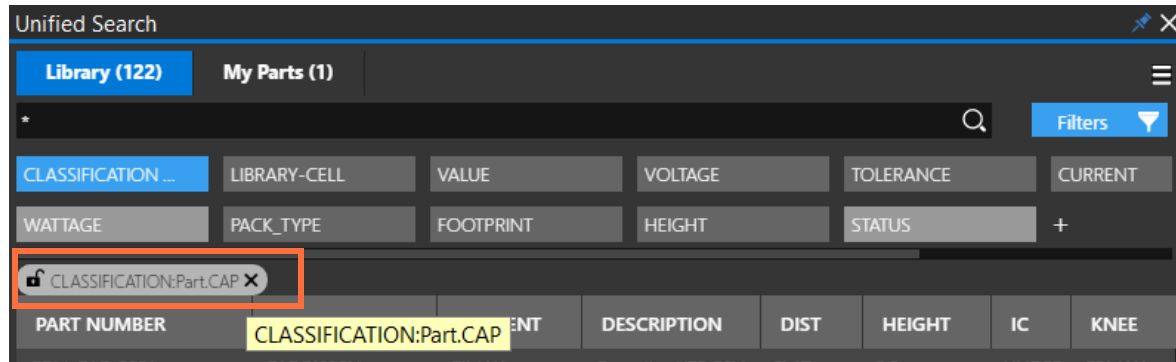 Unified Search
Library (122) My Parts (1)
*
Filters
CLASSIFICATION ... LIBRARY-CELL VALUE VOLTAGE TOLERANCE CURRENT
WATTAGE PACK_TYPE FOOTPRINT HEIGHT STATUS +
CLASSIFICATION:Part.CAP
PART NUMBER ENT DESCRIPTION DIST HEIGHT IC KNEE
CLASSIFICATION:Part.CAP